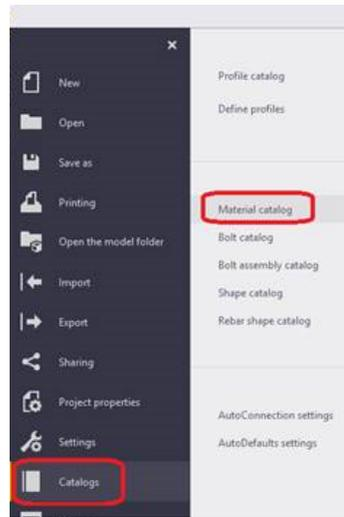 New
Open
Save as
Printing
Open the model folder
Import
Export
Sharing
Project properties
Settings
Catalogs
Profile catalog
Define profiles
Material catalog
Bolt catalog
Bolt assembly catalog
Shape catalog
Rebar shape catalog
AutoConnection settings
AutoDefaults settings